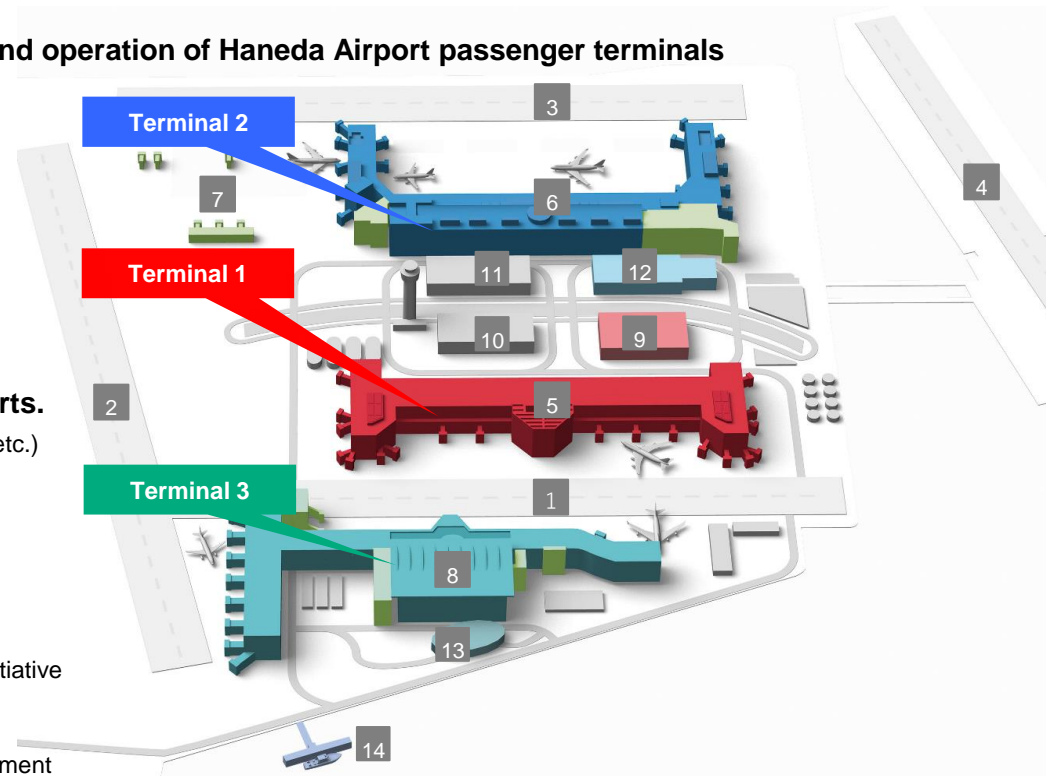 nd operation of Haneda Airport passenger terminals
3
Terminal 2
4
7
6
Terminal 1
11
12
10
9
rts.
2
5
etc.)
Terminal 3
1
8
13
tiative
14
ment